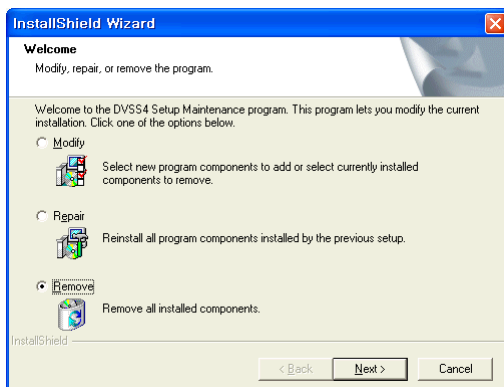 InstallShield Wizard
Welcome
Modify, repair, or remove the program.
Welcome to the DVSS4 Setup Maintenance program. This program lets you modify the current
installation. Click one of the options below.
Modify
Select new program components to add or select currently installed
components to remove.
Repair
Reinstall all program components installed by the previous setup.
Remove
Remove all installed components.
InstallShield
< Back
Next >
Cancel